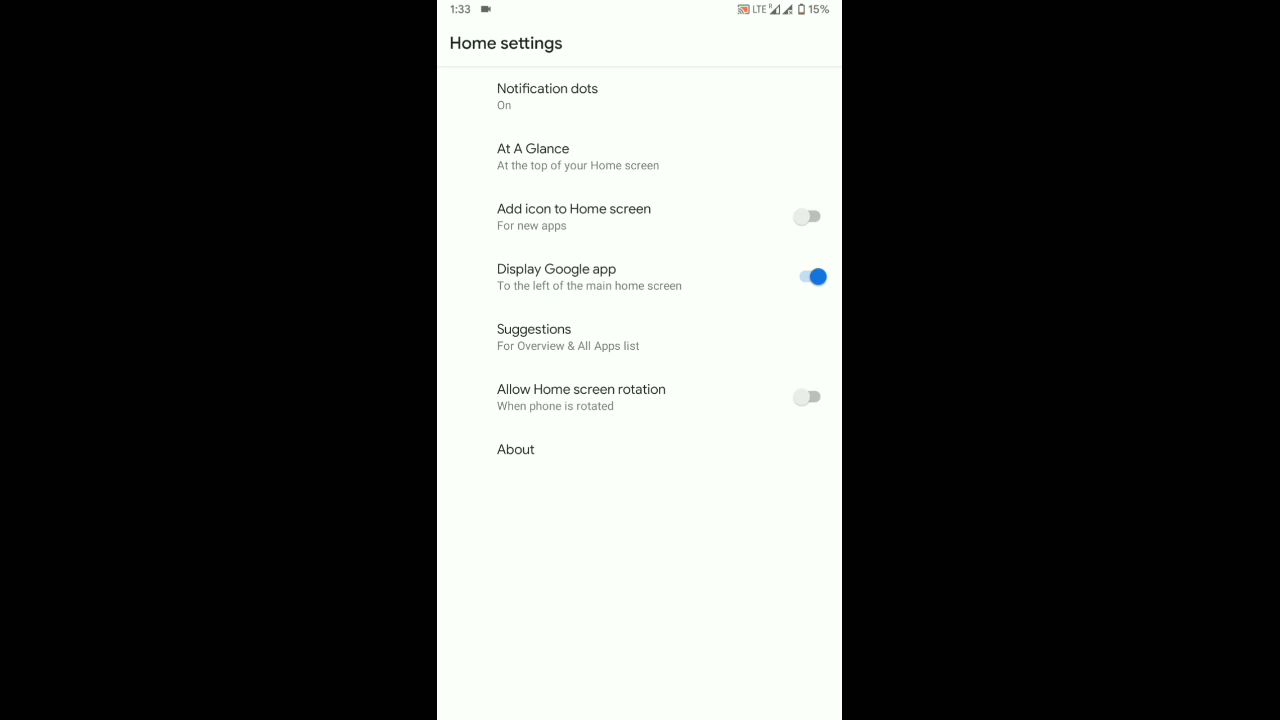 1:33 LTE R 15%
Home settings
Notification dots
On
At A Glance
At the top of your Home screen
Add icon to Home screen
For new apps
Display Google app
To the left of the main home screen
Suggestions
For Overview & All Apps list
Allow Home screen rotation
When phone is rotated
About